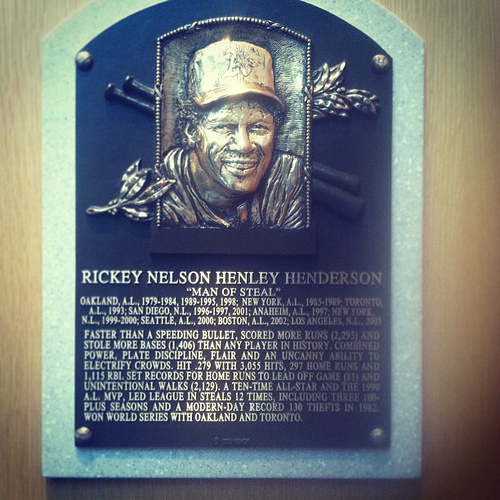 RICKEY NELSON HENLEY HENDERSON
"MAN OF STEAL"
OAKLAND, A.L., 1979-1984, 1989-1995, 1998; NEW YORK, A.L., 1985-1989; TORONTO,
A.L., 1993; SAN DIEGO, N.L., 1996-1997, 2001; ANAHEIM, A.L., 1997; NEW YORK,
N.L., 1999-2000; SEATTLE, A.L., 2000; BOSTON, A.L., 2002; LOS ANGELES, N.L., 2003
FASTER THAN A SPEEDING BULLET, SCORED MORE RUNS (2,295) AND
STOLE MORE BASES (1,406) THAN ANY PLAYER IN HISTORY. COMBINED
POWER, PLATE DISCIPLINE, FLAIR AND AN UNCANNY ABILITY TO
ELECTRIFY CROWDS. HIT .279 WITH 3,055 HITS, 297 HOME RUNS AND
1,115 RBI. SET RECORDS FOR HOME RUNS TO LEAD OFF GAME (81) AND
UNINTENTIONAL WALKS (2,129). A TEN-TIME ALL-STAR AND THE 1990
A.L. MVP, LED LEAGUE IN STEALS 12 TIMES, INCLUDING THREE 100-
PLUS SEASONS AND A MODERN-DAY RECORD 130 THEFTS IN 1982.
WON WORLD SERIES WITH OAKLAND AND TORONTO.